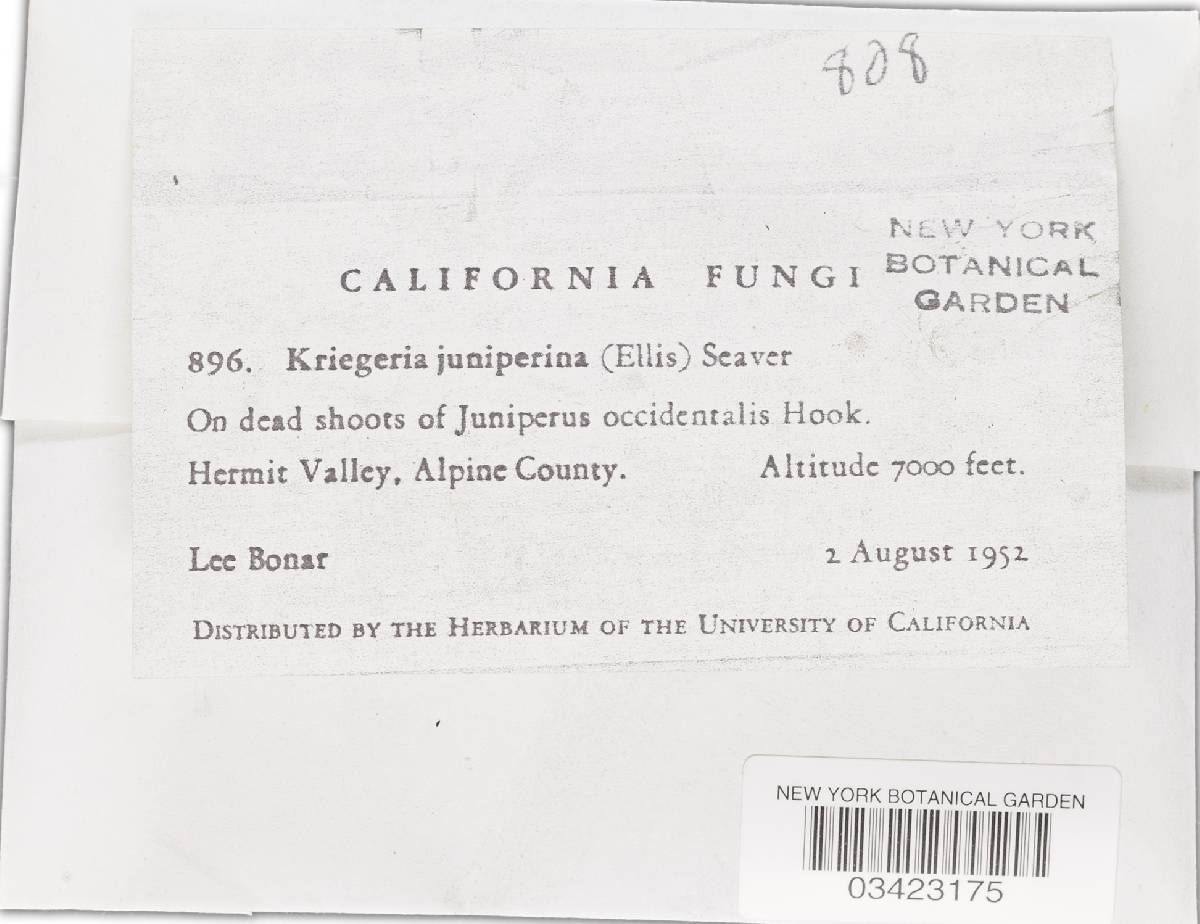 808
NEW YORK
BOTANICAL
GARDEN
CALIFORNIA FUNGI
896. Kriegeria juniperina (Ellis) Seaver
On dead shoots of Juniperus occidentalis Hook.
Hermit Valley, Alpine County. Altitude 7000 feet.
Lee Bonar 2 August 1952
DISTRIBUTED BY THE HERBARIUM OF THE UNIVERSITY OF CALIFORNIA
NEW YORK BOTANICAL GARDEN
03423175